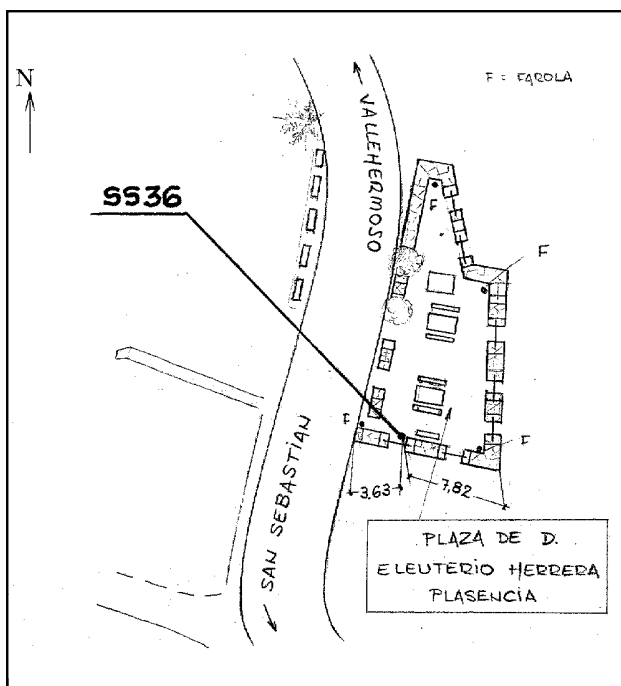 N
F = FAROLA
VALLEHERMOSO
SS36
F
F
F
F
3,63
7,82
SAN SEBASTIAN
PLAZA DE D.
ELEUTERIO HERRERA
PLASENCIA